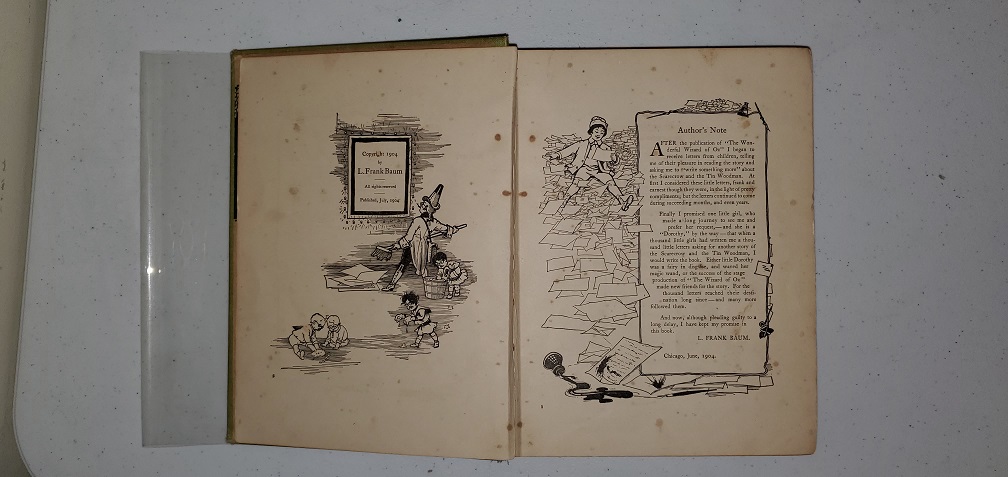 Copyright 1904
by
L. Frank Baum
All rights reserved
Published, July, 1904
Author's Note
AFTER the publication of "The Won-
derful Wizard of Oz" I began to
receive letters from children, telling
me of their pleasure in reading the story and
asking me to "write something more" about
the Scarecrow and the Tin Woodman. At
first I considered these little letters, frank and
earnest though they were, in the light of pretty
compliments; but the letters continued to come
during succeeding months, and even years.
Finally I promised one little girl, who
made a long journey to see me and
prefer her request,—and she is a
"Dorothy," by the way—that when a
thousand little girls had written me a thou-
sand little letters asking for another story of
the Scarecrow and the Tin Woodman, I
would write the book. Either little Dorothy
was a fairy in disguise, and waved her
magic wand, or the success of the stage
production of "The Wizard of Oz"
made new friends for the story. For the
thousand letters reached their desti-
nation long since—and many more
followed them.
And now, although pleading guilty to a
long delay, I have kept my promise in
this book.
L. FRANK BAUM.
Chicago, June, 1904.